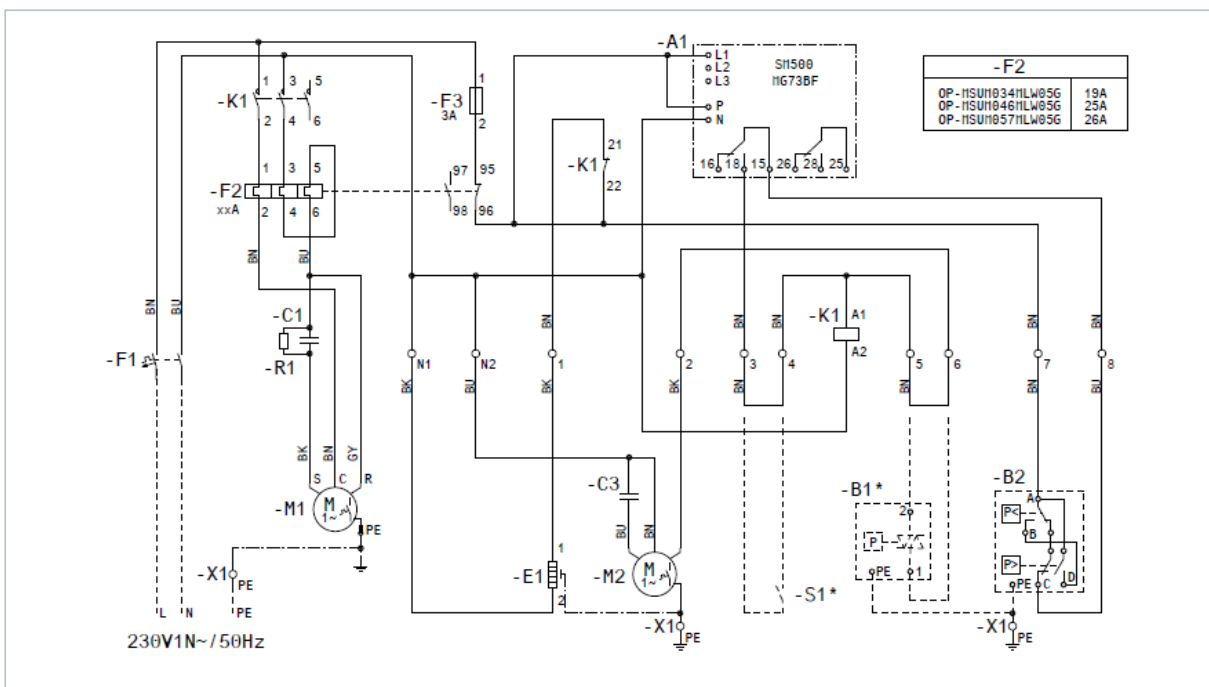 -A1
L1
L2
L3
SM500
MG73BF
P
N
16 18 15 26 28 25
-F2
OP-MSUM034MLW05G 19A
OP-MSUM046MLW05G 25A
OP-MSUM057MLW05G 26A
1 3 5
-K1
2 4 6
-F3
3A
1
2
21
-K1
22
1 3 5
-F2
xxA
2 4 6
97 95
98 96
BN BU
BN BU
-C1
-R1
-F1
BN
BN
BN
-K1 A1
A2
BN
BN
N1
N2
1
2
3
4
5
6
7
8
BK
BU
BK
BK
BN
BN
BN
BU
BK BN GY
S C R
-M1
M
1~
PE
-X1
PE
L N PE
230V1N~/50Hz
-C3
BU BN
1
-E1
2
-M2
M
1~
-X1
PE
-S1*
-B1*
2
P
PE 1
-B2
A
P<
B
P>
PE C D
-X1
PE